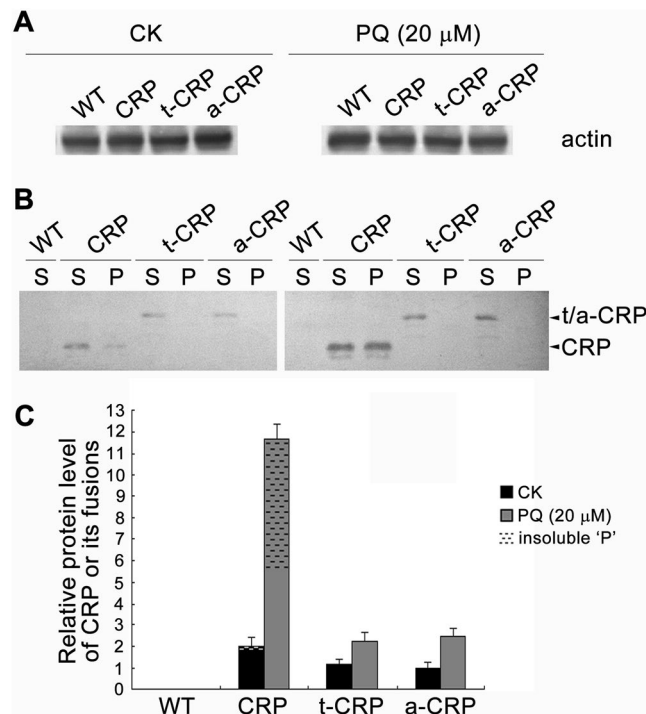 A
CK PQ (20 μM)
WT CRP t-CRP a-CRP WT CRP t-CRP a-CRP
actin
B
WT CRP t-CRP a-CRP WT CRP t-CRP a-CRP
S S P S P S P S S P S P S P
t/a-CRP
CRP
C
Relative protein level
of CRP or its fusions
13
12
11
10
9
8
7
6
5
4
3
2
1
0
CK
PQ (20 μM)
insoluble 'P'
WT CRP t-CRP a-CRP